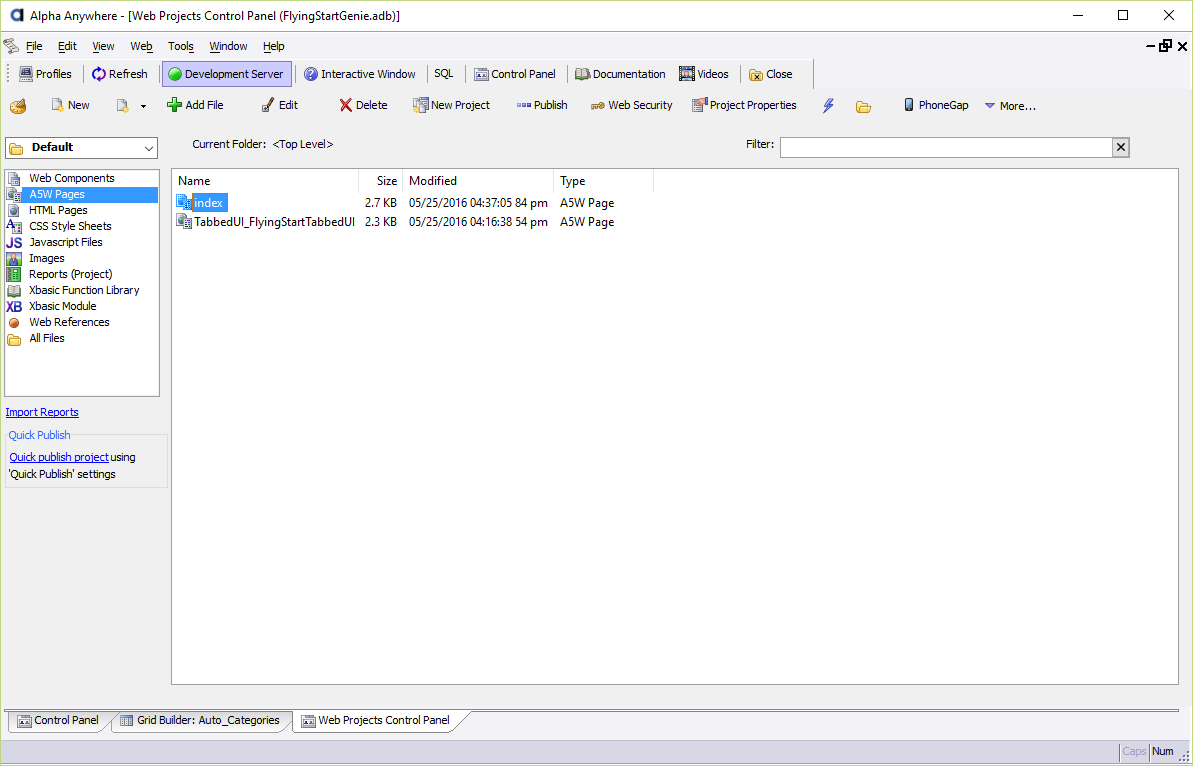 Alpha Anywhere - [Web Projects Control Panel (FlyingStartGenie.adb)]
File Edit View Web Tools Window Help
Profiles Refresh Development Server Interactive Window SQL Control Panel Documentation Videos Close
New Add File Edit Delete New Project Publish Web Security Project Properties PhoneGap More...
Default
Current Folder: <Top Level>
Filter:
Web Components
A5W Pages
HTML Pages
CSS Style Sheets
Javascript Files
Images
Reports (Project)
Xbasic Function Library
Xbasic Module
Web References
All Files
Name Size Modified Type
index 2.7 KB 05/25/2016 04:37:05 84 pm A5W Page
TabbedUI_FlyingStartTabbedUI 2.3 KB 05/25/2016 04:16:38 54 pm A5W Page
Import Reports
Quick Publish
Quick publish project using
'Quick Publish' settings
Control Panel Grid Builder: Auto_Categories Web Projects Control Panel
Caps Num